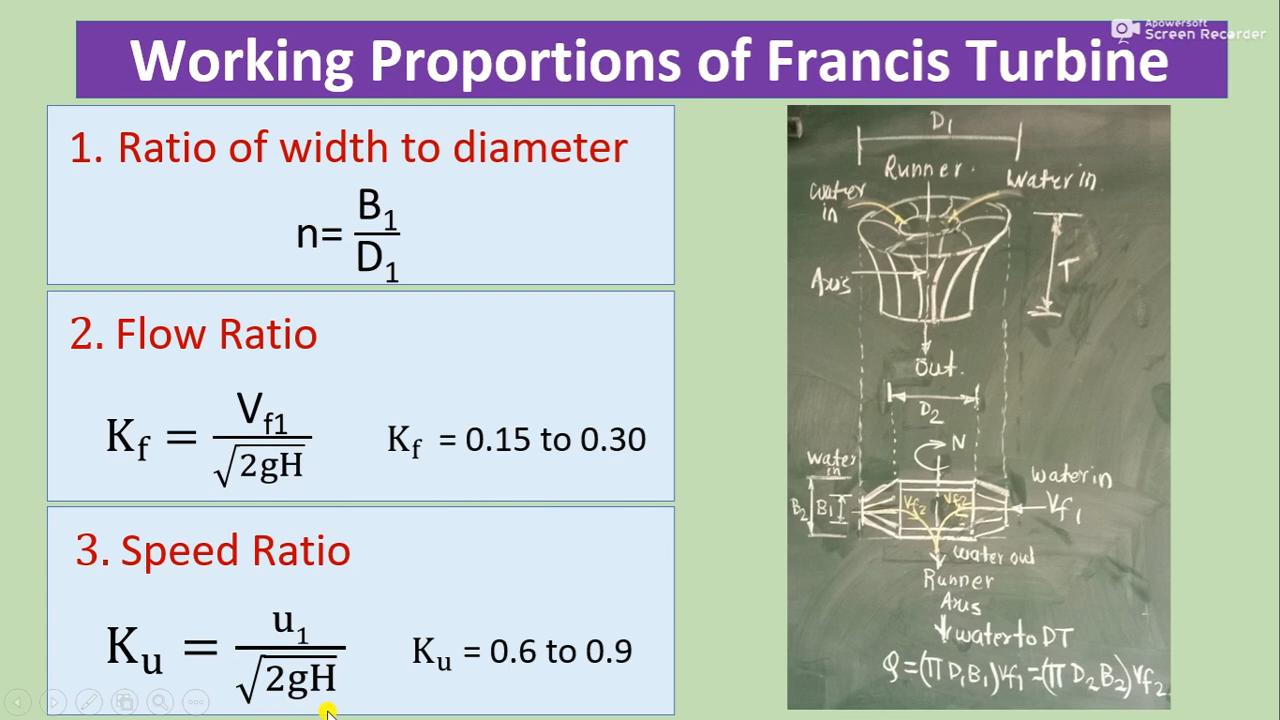 Apowersoft
Screen Recorder
Working Proportions of Francis Turbine
1. Ratio of width to diameter
n= B₁/D₁
2. Flow Ratio
K_f = V_f1/√2gH K_f = 0.15 to 0.30
3. Speed Ratio
K_u = u₁/√2gH K_u = 0.6 to 0.9
D₁
Runner.
water in
water in
Axis
T
out.
D₂
N
water in
water in
B₂ B₁ Vf₂ Vf₂ Vf₁
water out
Runner
Axis
water to DT
Q=(π D₁B₁)Vf₁=(π D₂B₂)Vf₂